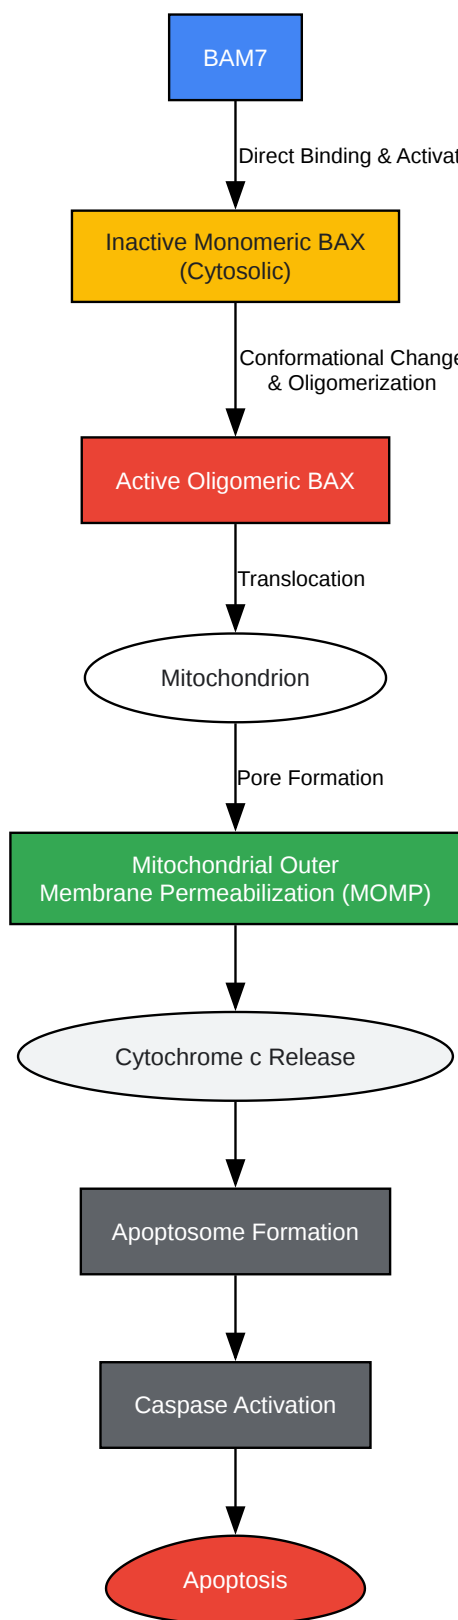 BAM7
Direct Binding & Activat
Inactive Monomeric BAX
(Cytosolic)
Conformational Change
& Oligomerization
Active Oligomeric BAX
Translocation
Mitochondrion
Pore Formation
Mitochondrial Outer
Membrane Permeabilization (MOMP)
Cytochrome c Release
Apoptosome Formation
Caspase Activation
Apoptosis